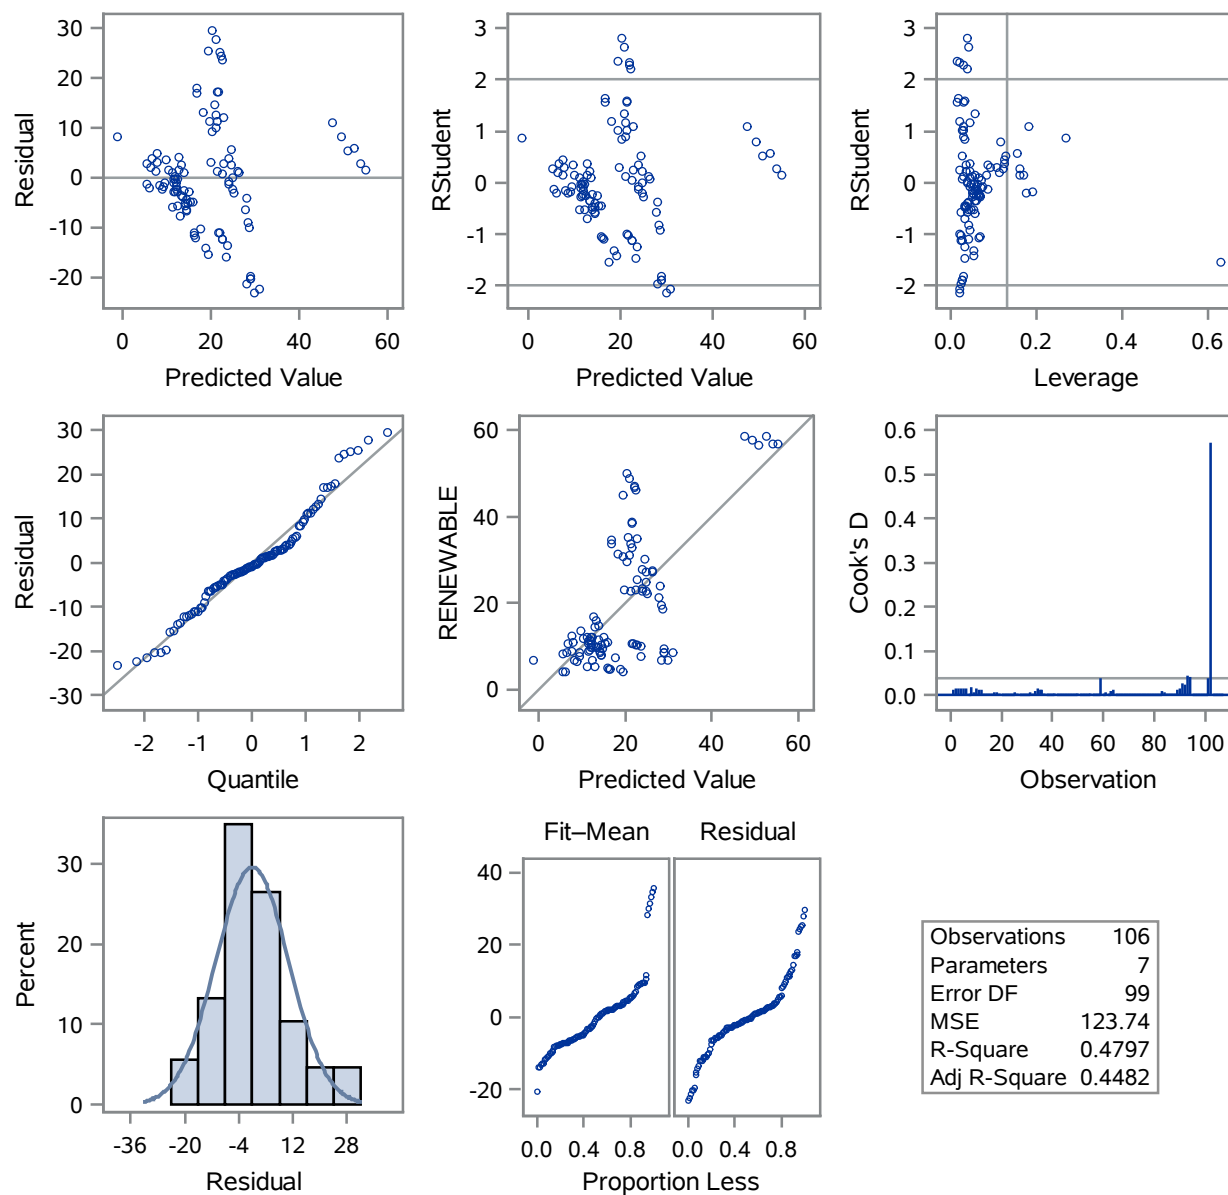 Residual
30
20
10
0
-10
-20
0 20 40 60
Predicted Value
RStudent
3
2
1
0
-1
-2
0 20 40 60
Predicted Value
RStudent
3
2
1
0
-1
-2
0.0 0.2 0.4 0.6
Leverage
Residual
30
20
10
0
-10
-20
-30
-2 -1 0 1 2
Quantile
RENEWABLE
60
40
20
0
0 20 40 60
Predicted Value
Cook's D
0.6
0.5
0.4
0.3
0.2
0.1
0.0
0 20 40 60 80 100
Observation
Percent
30
20
10
0
-36 -20 -4 12 28
Residual
Fit–Mean Residual
40
20
0
-20
0.0 0.4 0.8 0.0 0.4 0.8
Proportion Less
Observations 106
Parameters 7
Error DF 99
MSE 123.74
R-Square 0.4797
Adj R-Square 0.4482